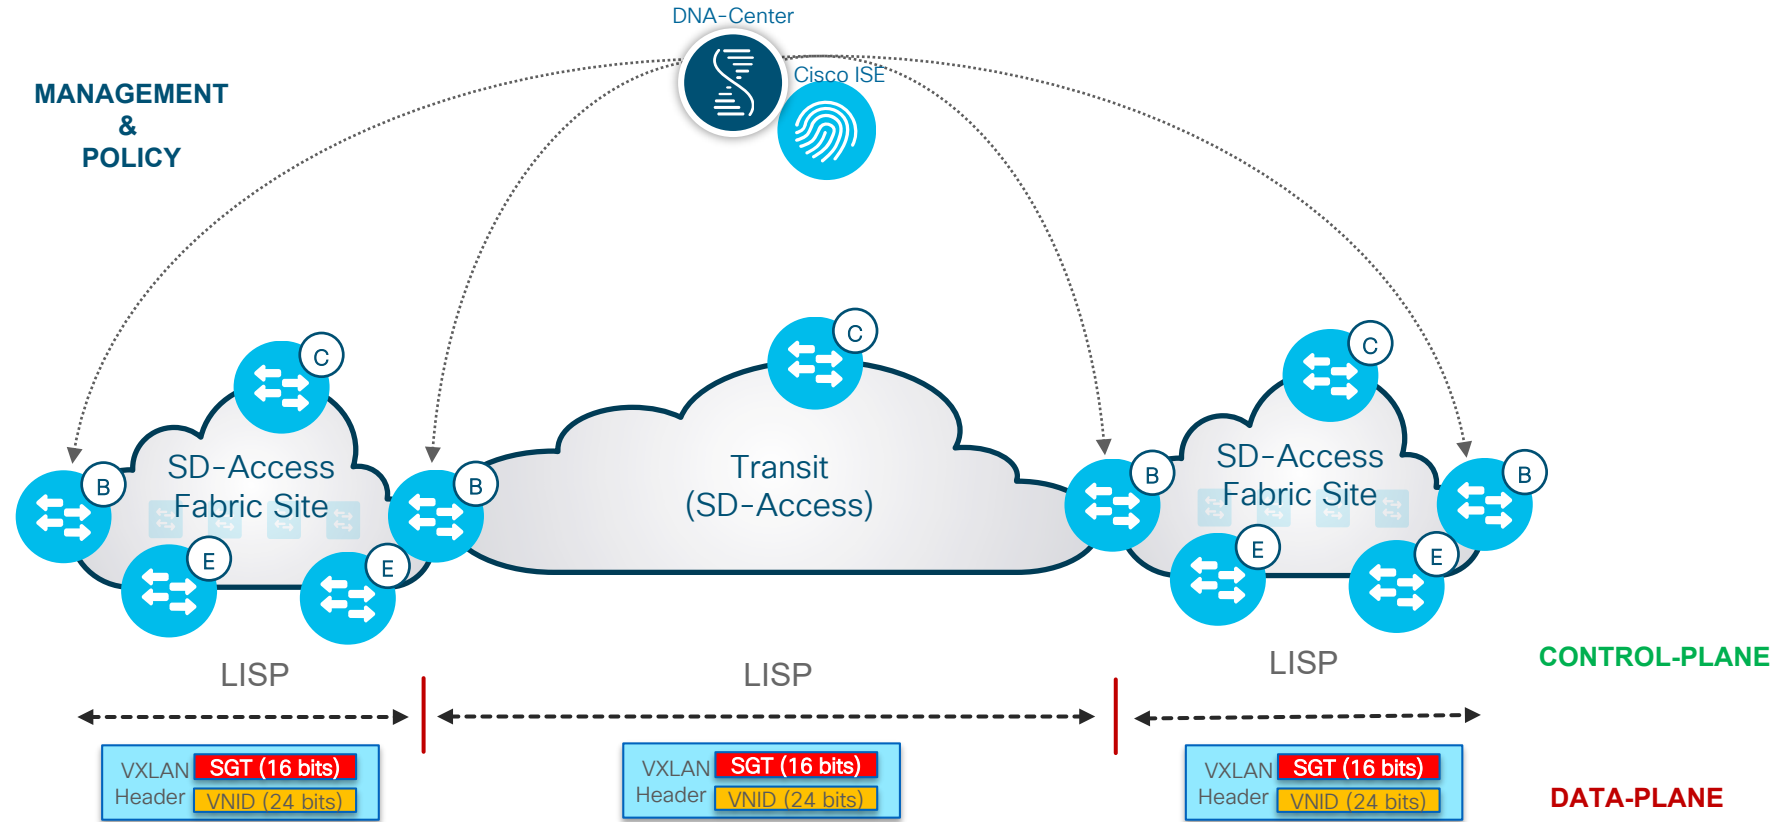 DNA-Center
Cisco ISE
MANAGEMENT
&
POLICY
C
C
C
SD-Access
Fabric Site
B
B
E
E
Transit
(SD-Access)
SD-Access
Fabric Site
B
B
E
E
LISP
LISP
LISP
CONTROL-PLANE
VXLAN
Header
SGT (16 bits)
VNID (24 bits)
VXLAN
Header
SGT (16 bits)
VNID (24 bits)
VXLAN
Header
SGT (16 bits)
VNID (24 bits)
DATA-PLANE